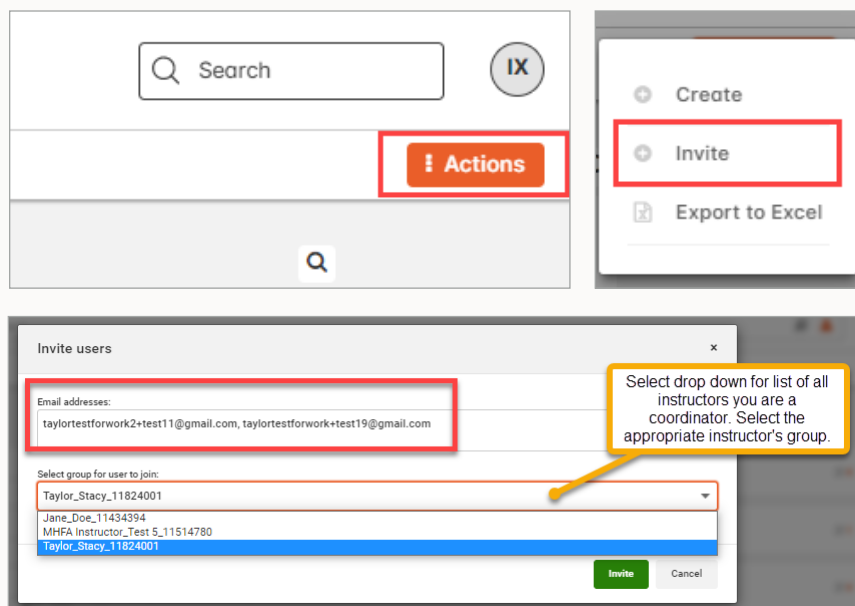 Search
IX
Actions
Create
Invite
Export to Excel
Invite users
×
Email addresses:
taylortestforwork2+test11@gmail.com, taylortestforwork+test19@gmail.com
Select drop down for list of all
instructors you are a
coordinator. Select the
appropriate instructor's group.
Select group for user to join:
Taylor_Stacy_11824001
Jane_Doe_11434394
MHFA Instructor_Test 5_11514780
Taylor_Stacy_11824001
Invite
Cancel